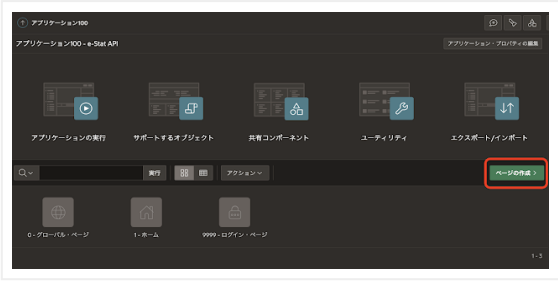 アプリケーション100
アプリケーション100 - e-Stat API
アプリケーション・プロパティの編集
アプリケーションの実行
サポートするオブジェクト
共有コンポーネント
ユーティリティ
エクスポート/インポート
実行
アクション
ページの作成
0 - グローバル・ページ
1 - ホーム
9999 - ログイン・ページ
1 - 3